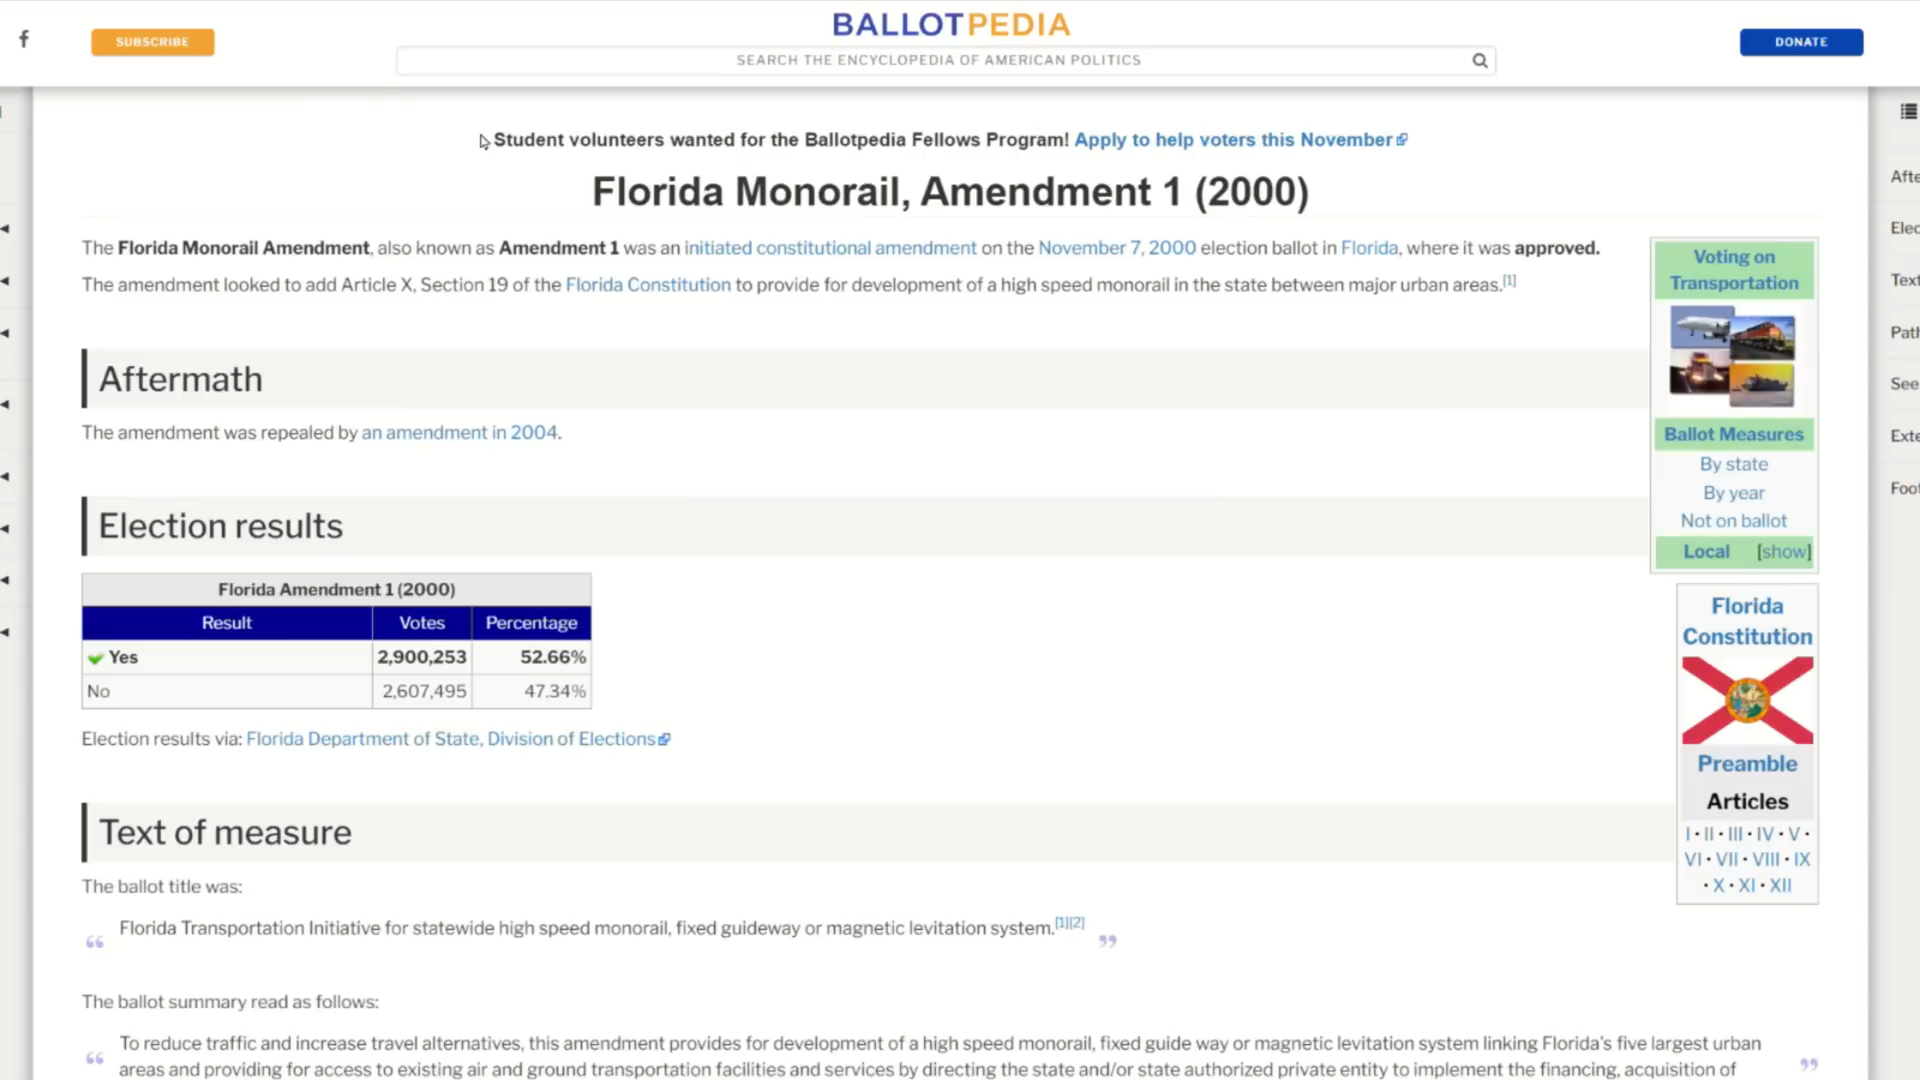 BALLOTPEDIA
SUBSCRIBE
SEARCH THE ENCYCLOPEDIA OF AMERICAN POLITICS
DONATE
Student volunteers wanted for the Ballotpedia Fellows Program! Apply to help voters this November
Florida Monorail, Amendment 1 (2000)
The Florida Monorail Amendment, also known as Amendment 1 was an initiated constitutional amendment on the November 7, 2000 election ballot in Florida, where it was approved.
The amendment looked to add Article X, Section 19 of the Florida Constitution to provide for development of a high speed monorail in the state between major urban areas.[1]
Aftermath
The amendment was repealed by an amendment in 2004.
Election results
Florida Amendment 1 (2000)
Result Votes Percentage
Yes 2,900,253 52.66%
No 2,607,495 47.34%
Election results via: Florida Department of State, Division of Elections
Text of measure
The ballot title was:
“ Florida Transportation Initiative for statewide high speed monorail, fixed guideway or magnetic levitation system.[1][2] ”
The ballot summary read as follows:
“ To reduce traffic and increase travel alternatives, this amendment provides for development of a high speed monorail, fixed guide way or magnetic levitation system linking Florida's five largest urban
areas and providing for access to existing air and ground transportation facilities and services by directing the state and/or state authorized private entity to implement the financing, acquisition of ”
Voting on
Transportation
Ballot Measures
By state
By year
Not on ballot
Local [show]
Florida
Constitution
Preamble
Articles
I • II • III • IV • V •
VI • VII • VIII • IX
• X • XI • XII
Afte
Elec
Text
Path
See
Exte
Foot